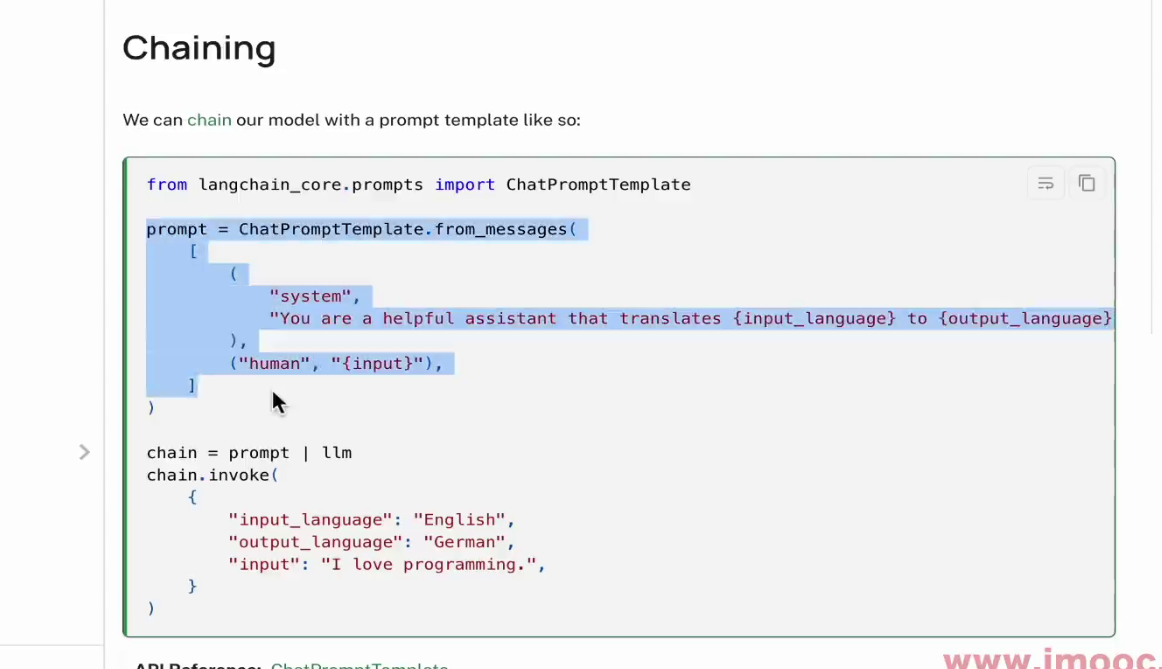 Chaining
We can chain our model with a prompt template like so:
from langchain_core.prompts import ChatPromptTemplate
prompt = ChatPromptTemplate.from_messages(
    [
        (
            "system",
            "You are a helpful assistant that translates {input_language} to {output_language}
        ),
        ("human", "{input}"),
    ]
)
chain = prompt | llm
chain.invoke(
    {
        "input_language": "English",
        "output_language": "German",
        "input": "I love programming.",
    }
)
API Reference: ChatPromptTemplate
www.imooc.